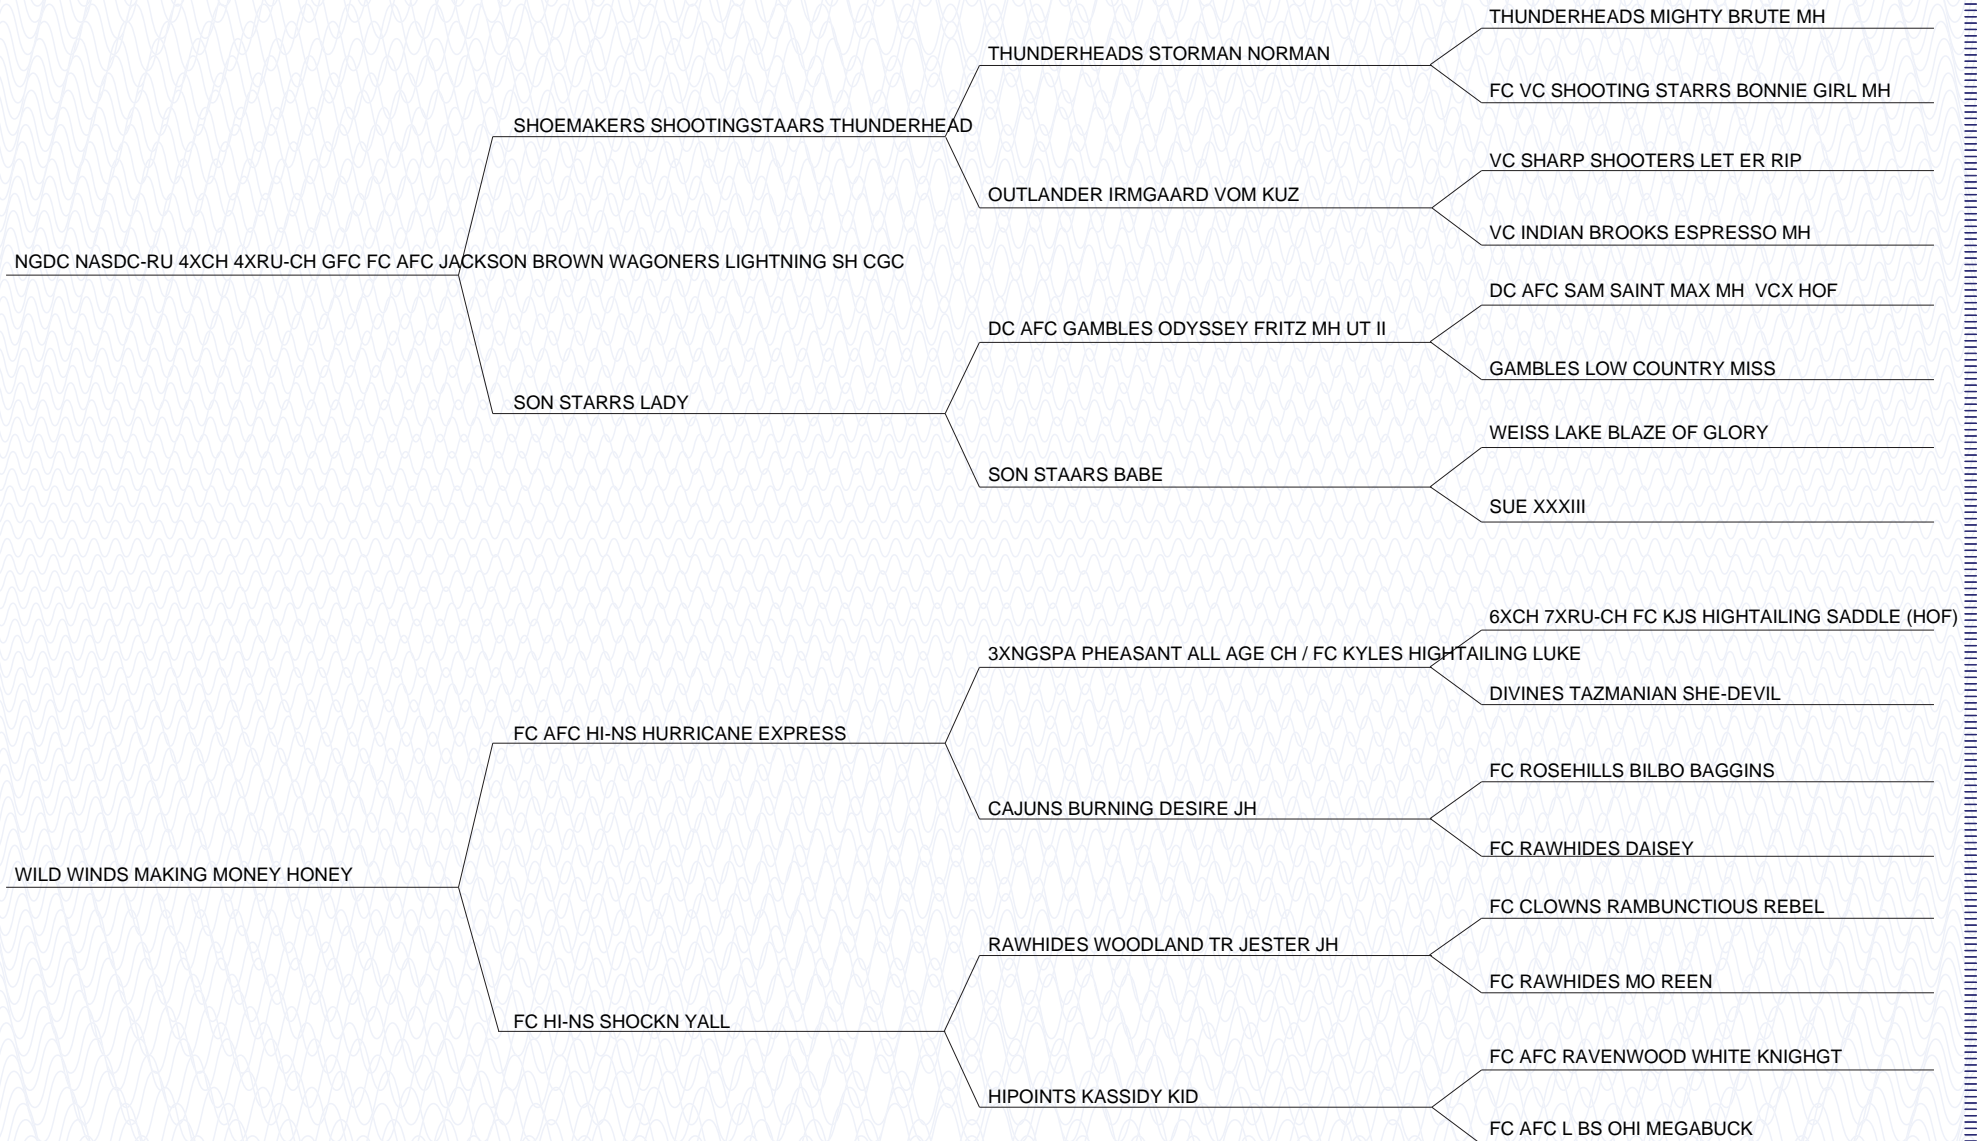 THUNDERHEADS MIGHTY BRUTE MH
THUNDERHEADS STORMAN NORMAN
FC VC SHOOTING STARRS BONNIE GIRL MH
SHOEMAKERS SHOOTINGSTAARS THUNDERHEAD
VC SHARP SHOOTERS LET ER RIP
OUTLANDER IRMGAARD VOM KUZ
VC INDIAN BROOKS ESPRESSO MH
NGDC NASDC-RU 4XCH 4XRU-CH GFC FC AFC JACKSON BROWN WAGONERS LIGHTNING SH CGC
DC AFC SAM SAINT MAX MH  VCX HOF
DC AFC GAMBLES ODYSSEY FRITZ MH UT II
GAMBLES LOW COUNTRY MISS
SON STARRS LADY
WEISS LAKE BLAZE OF GLORY
SON STAARS BABE
SUE XXXIII
6XCH 7XRU-CH FC KJS HIGHTAILING SADDLE (HOF)
3XNGSPA PHEASANT ALL AGE CH / FC KYLES HIGHTAILING LUKE
DIVINES TAZMANIAN SHE-DEVIL
FC AFC HI-NS HURRICANE EXPRESS
FC ROSEHILLS BILBO BAGGINS
CAJUNS BURNING DESIRE JH
FC RAWHIDES DAISEY
WILD WINDS MAKING MONEY HONEY
FC CLOWNS RAMBUNCTIOUS REBEL
RAWHIDES WOODLAND TR JESTER JH
FC RAWHIDES MO REEN
FC HI-NS SHOCKN YALL
FC AFC RAVENWOOD WHITE KNIGHGT
HIPOINTS KASSIDY KID
FC AFC L BS OHI MEGABUCK